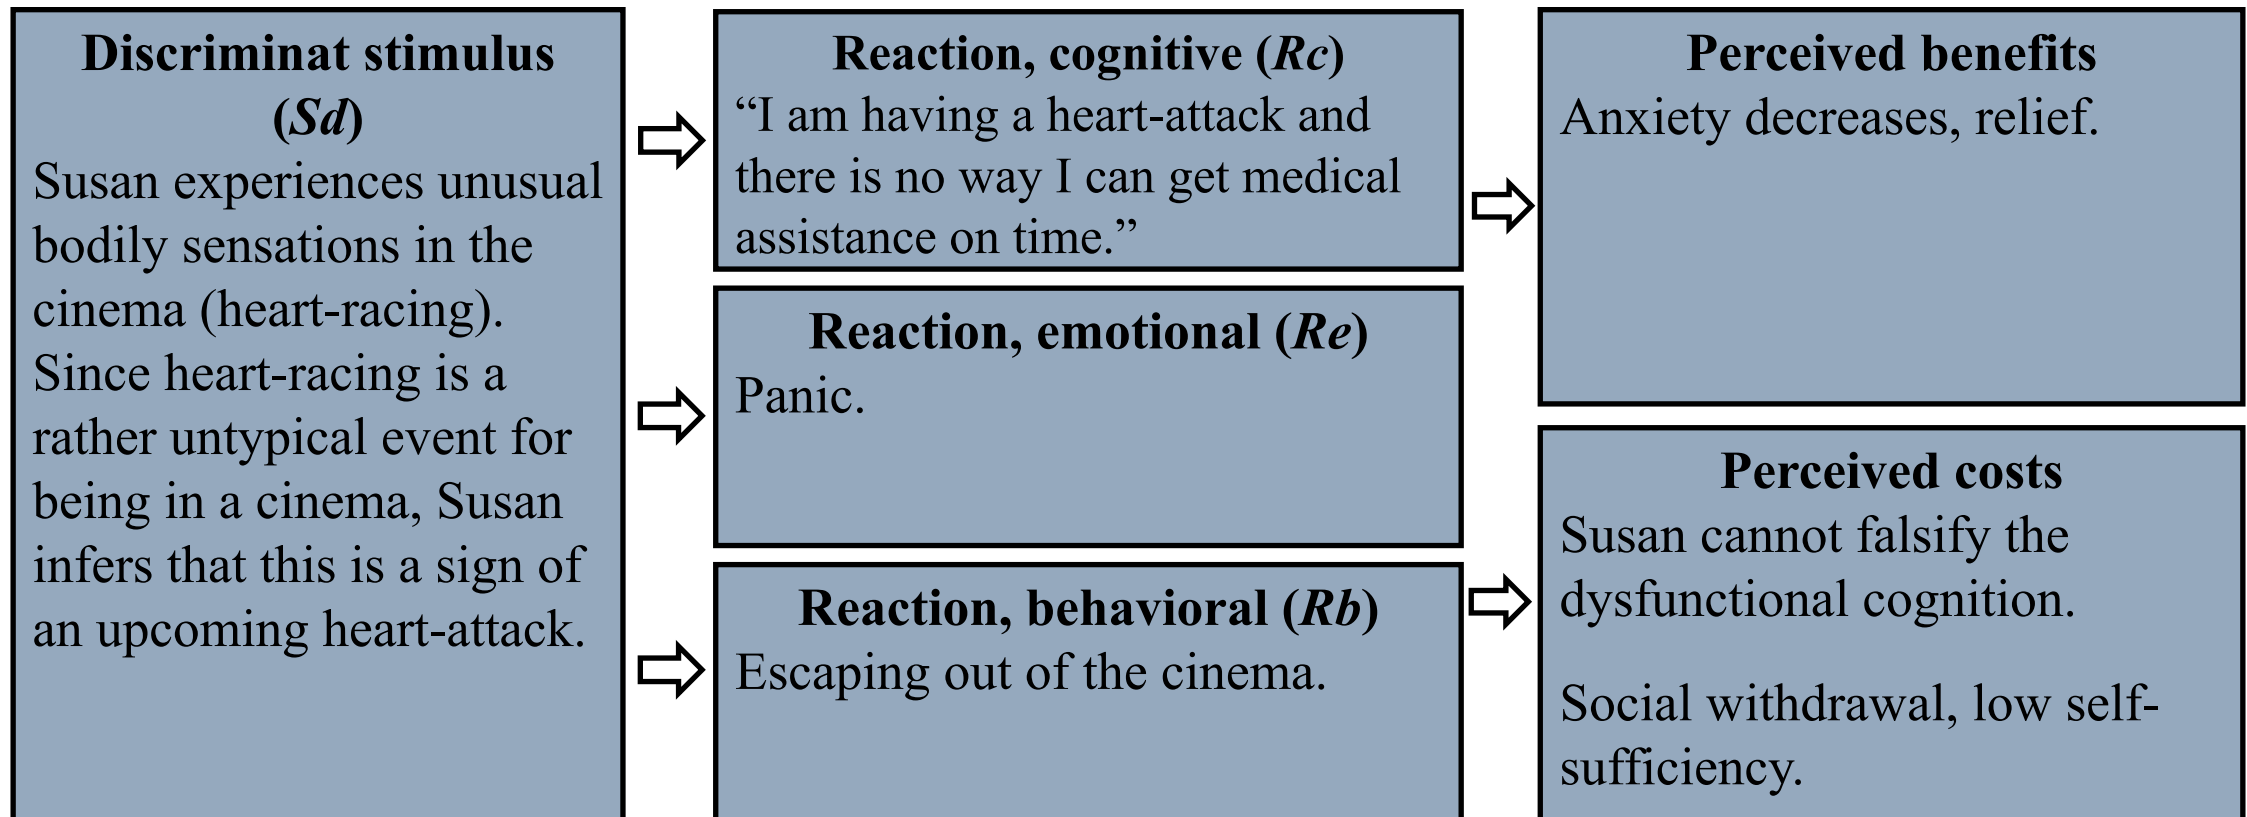 Discriminat stimulus
(Sd)
Susan experiences unusual
bodily sensations in the
cinema (heart-racing).
Since heart-racing is a
rather untypical event for
being in a cinema, Susan
infers that this is a sign of
an upcoming heart-attack.
Reaction, cognitive (Rc)
“I am having a heart-attack and
there is no way I can get medical
assistance on time.”
Reaction, emotional (Re)
Panic.
Reaction, behavioral (Rb)
Escaping out of the cinema.
Perceived benefits
Anxiety decreases, relief.
Perceived costs
Susan cannot falsify the
dysfunctional cognition.
Social withdrawal, low self-
sufficiency.